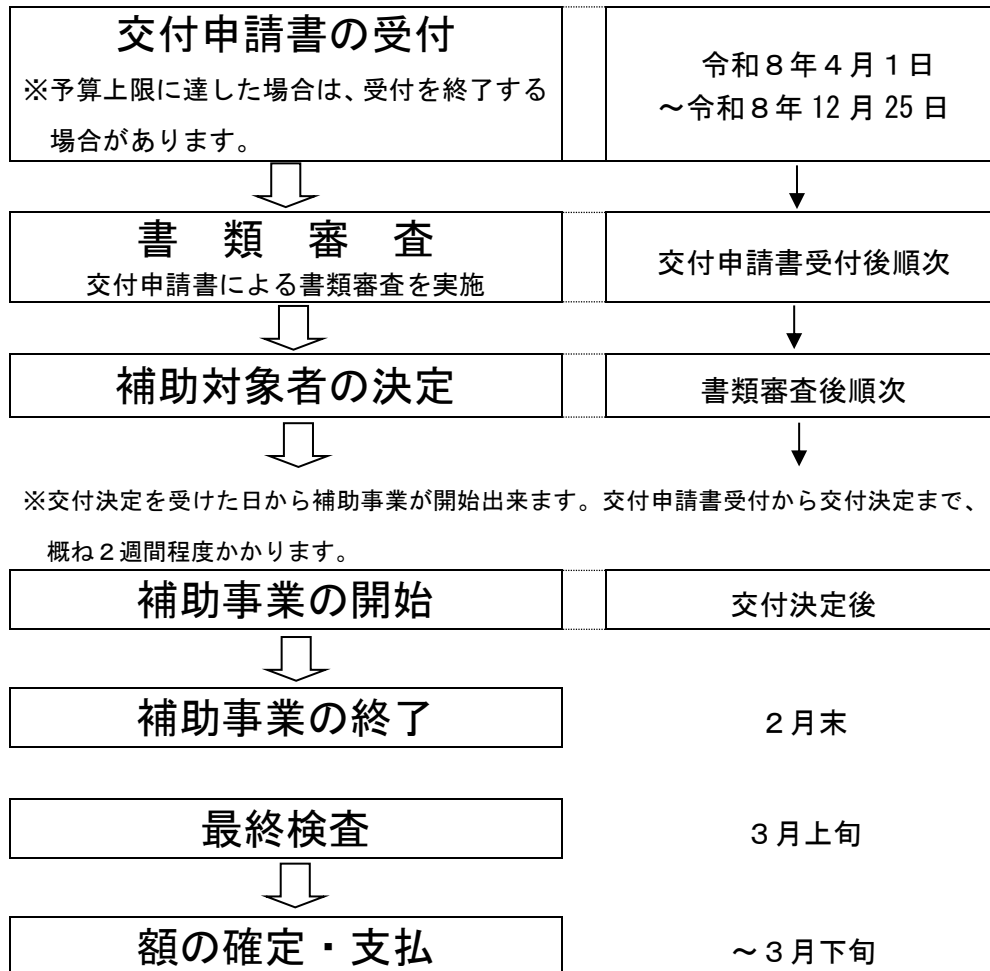 交付申請書の受付
※予算上限に達した場合は、受付を終了する
場合があります。
令和８年４月１日
～令和８年 12 月 25 日
書　類　審　査
交付申請書による書類審査を実施
交付申請書受付後順次
補助対象者の決定
書類審査後順次
※交付決定を受けた日から補助事業が開始出来ます。交付申請書受付から交付決定まで、
概ね２週間程度かかります。
補助事業の開始
交付決定後
補助事業の終了
２月末
最終検査
３月上旬
額の確定・支払
～３月下旬